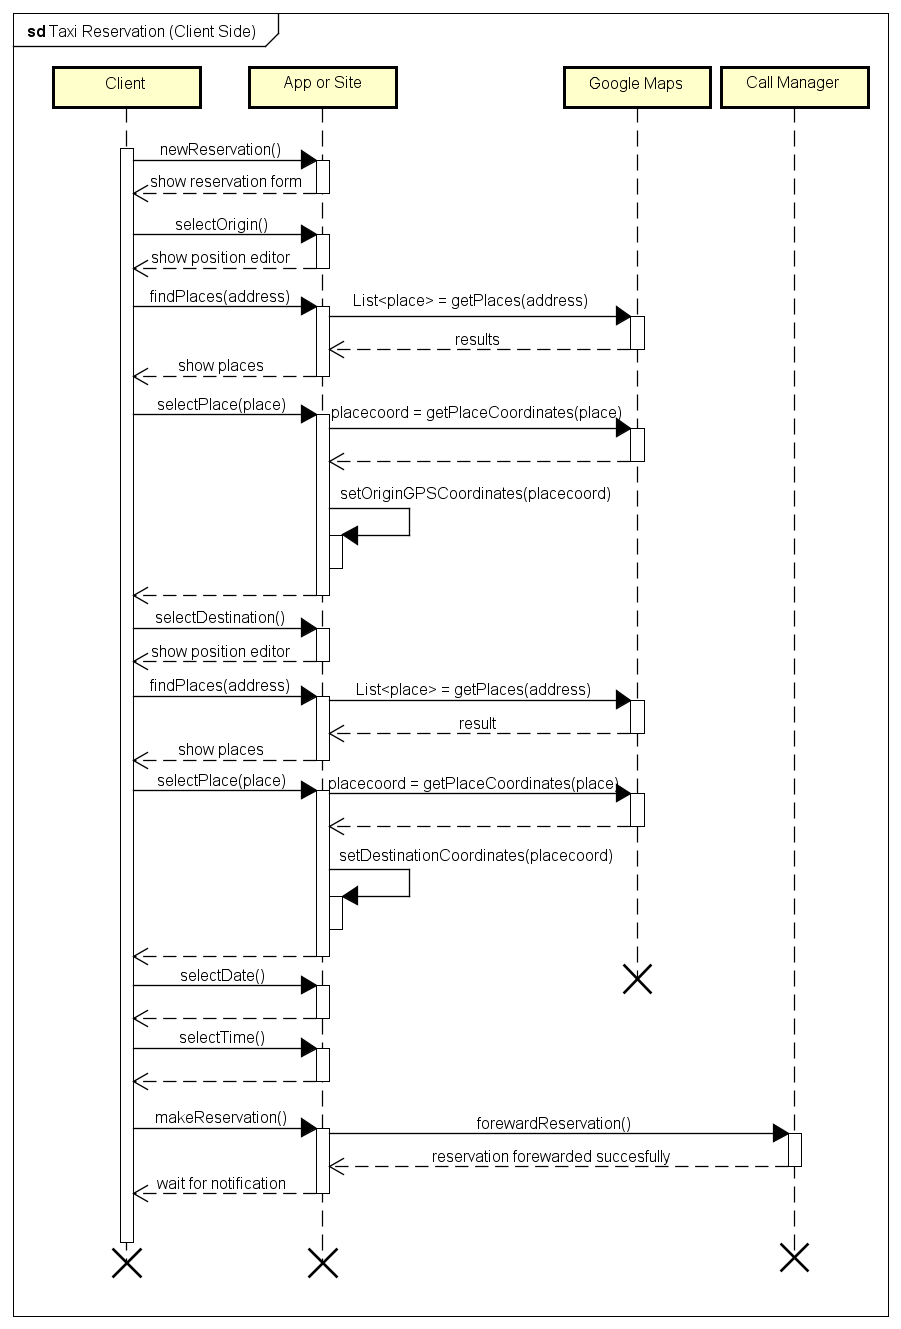 sd Taxi Reservation (Client Side)
Client
App or Site
Google Maps
Call Manager
newReservation()
show reservation form
selectOrigin()
show position editor
findPlaces(address)
List<place> = getPlaces(address)
results
show places
selectPlace(place)
placecoord = getPlaceCoordinates(place)
setOriginGPSCoordinates(placecoord)
selectDestination()
show position editor
findPlaces(address)
List<place> = getPlaces(address)
result
show places
selectPlace(place)
placecoord = getPlaceCoordinates(place)
setDestinationCoordinates(placecoord)
selectDate()
selectTime()
makeReservation()
forewardReservation()
reservation forewarded succesfully
wait for notification